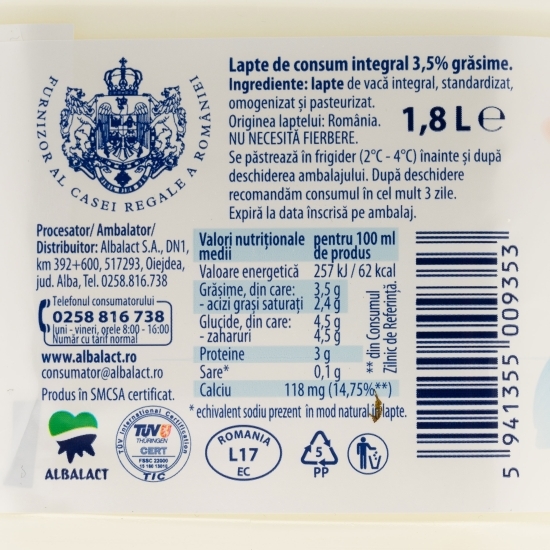 FURNIZOR AL CASEI REGALE A ROMÂNIEI
Lapte de consum integral 3,5% grăsime.
Ingrediente: lapte de vacă integral, standardizat,
omogenizat și pasteurizat.
Originea laptelui: România.
NU NECESITĂ FIERBERE.
1,8 L e
Se păstrează în frigider (2°C - 4°C) înainte și după
deschiderea ambalajului. După deschidere
recomandăm consumul în cel mult 3 zile.
Expiră la data înscrisă pe ambalaj.
Procesator/ Ambalator/
Distribuitor: Albalact S.A., DN1,
km 392+600, 517293, Oiejdea,
jud. Alba, Tel. 0258.816.738
Telefonul consumatorului
0258 816 738
luni - vineri, orele 8:00 - 16:00
Număr cu tarif normal
www.albalact.ro
consumator@albalact.ro
Produs în SMCSA certificat.
Valori nutriționale pentru 100 ml
medii de produs
Valoare energetică 257 kJ / 62 kcal
Grăsime, din care: 3,5 g
- acizi grași saturați 2,4 g
Glucide, din care: 4,5 g
- zaharuri 4,5 g
Proteine 3 g
Sare* 0,1 g
Calciu 118 mg (14,75%**)
** din Consumul
Zilnic de Referință.
* echivalent sodiu prezent în mod natural în lapte.
ALBALACT
TÜV International Certification
TÜV
THÜRINGEN
CERT
FSSC 22000
TIC
ROMANIA
L17
EC
5
PP
5 941355 009353